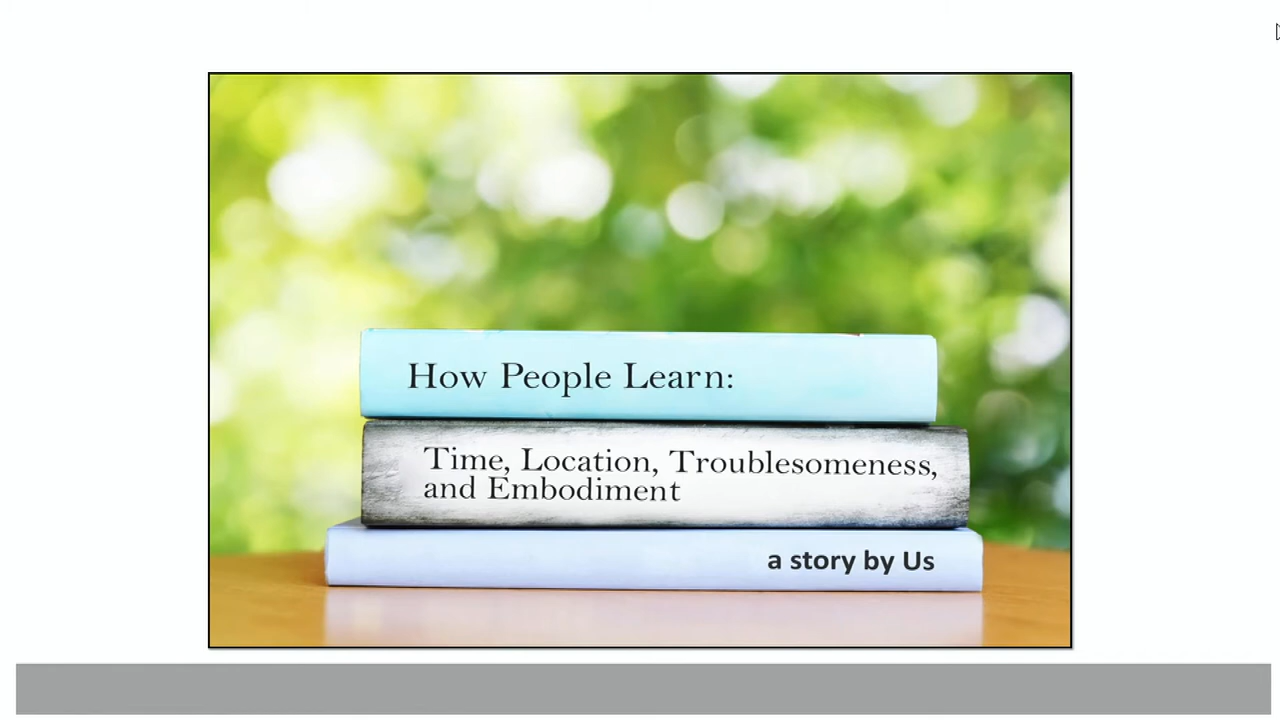 How People Learn:
Time, Location, Troublesomeness,
and Embodiment
a story by Us